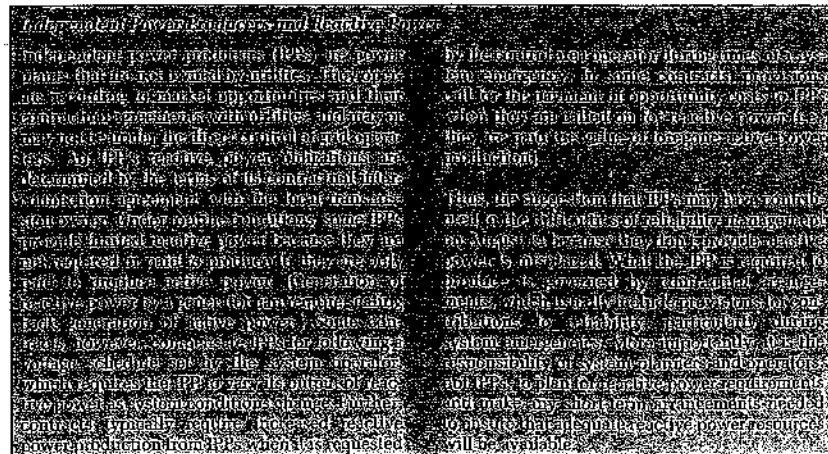 Independent Power Producers and Reactive Power
Independent power producers (IPPs) are power
plants that are not owned by utilities. They oper-
ate according to market opportunities and their
contractual agreements with utilities and may or
may not be under the direct control of grid opera-
tors. An IPP's reactive power obligations are
determined by the terms of its contractual inter-
connection agreement with the local transmis-
sion owner. Under routine conditions, some IPPs
provide limited reactive power because they are
not required or paid to produce it; they are only
paid to produce active power. (Generation of
reactive power by a generator can require scaling
back generation of active power.) Some
contracts, however, compensate IPPs for following a
voltage schedule set by the system operator,
which requires the IPP to vary its output of reac-
tive power as system conditions change. Further,
contracts typically require increased reactive
power production from IPPs when it is requested
by the control area operator during times of a sys-
tem emergency. In some contracts, provisions
call for the payment of opportunity costs to IPPs
when they are called on for reactive power (i.e.,
they are paid the value of foregone active power
production).
Thus, the suggestion that IPPs may have contrib-
uted to the difficulties of reliability management
on August 14 because they don't provide reactive
power is misplaced. What the IPP is required to
produce is governed by contractual arrange-
ments, which usually include provisions for con-
tributions to reliability, particularly during
system emergencies. More importantly, it is the
responsibility of system planners and operators,
not IPPs, to plan for reactive power requirements
and make any short-term arrangements needed
to ensure that adequate reactive power resources
will be available.